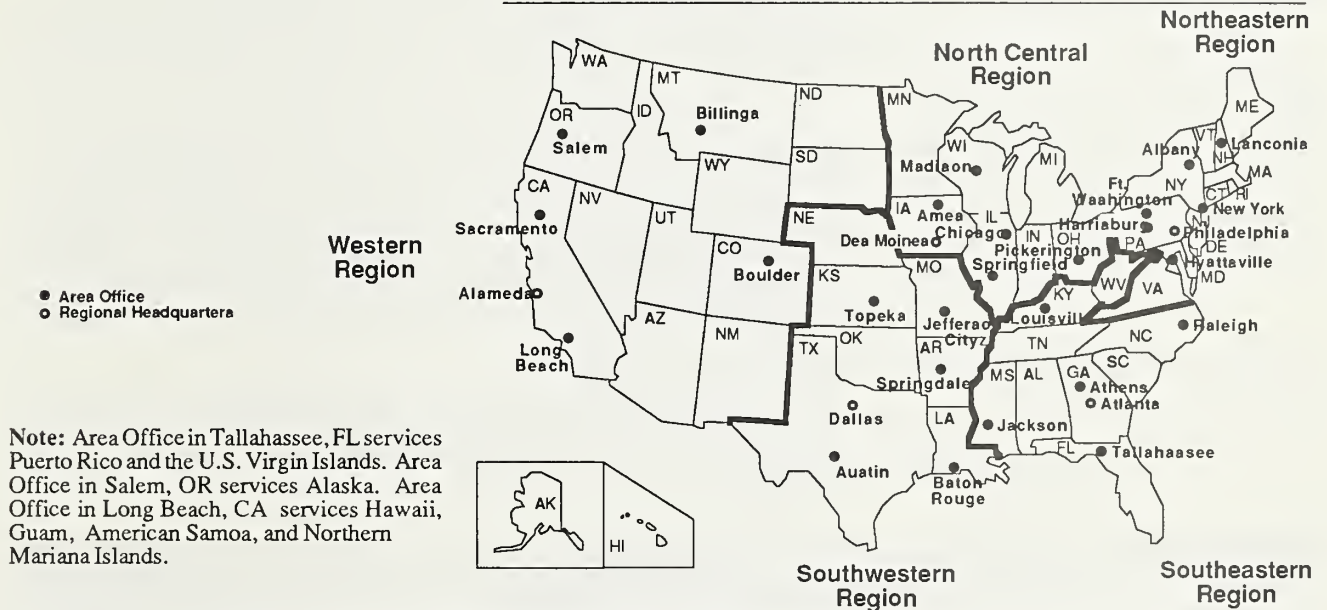 Northeastern
Region
North Central
Region
WA
MT
ND
MN
ME
OR
ID
Billinga
VT
Lanconia
Salem
WI
MI
Albany
NH
SD
Madiaon
MA
WY
NY
Ft.
CT
RI
CA
NV
IA
Amea
Waahington
New York
NE
IL
Harriabur
NJ
Sacramento
UT
Chicago
IN
OH
PA
Philadelphia
Western
Region
CO
Dea Moinea
Pickerington
DE
Boulder
KS
MO
Springfield
Hyattaville
MD
WV
VA
Alameda
KY
● Area Office
○ Regional Headquartera
Topeka
Jefferao
City
Louisvill
Raleigh
AZ
NM
OK
TN
NC
Long
Beach
TX
AR
SC
Springdale
MS
AL
GA
Athens
Dallas
Atlanta
LA
Jackson
Note: Area Office in Tallahassee, FL services
Puerto Rico and the U.S. Virgin Islands. Area
Office in Salem, OR services Alaska. Area
Office in Long Beach, CA services Hawaii,
Guam, American Samoa, and Northern
Mariana Islands.
FL
Tallahaasee
Auatin
Baton
Rouge
AK
HI
Southwestern
Region
Southeastern
Region